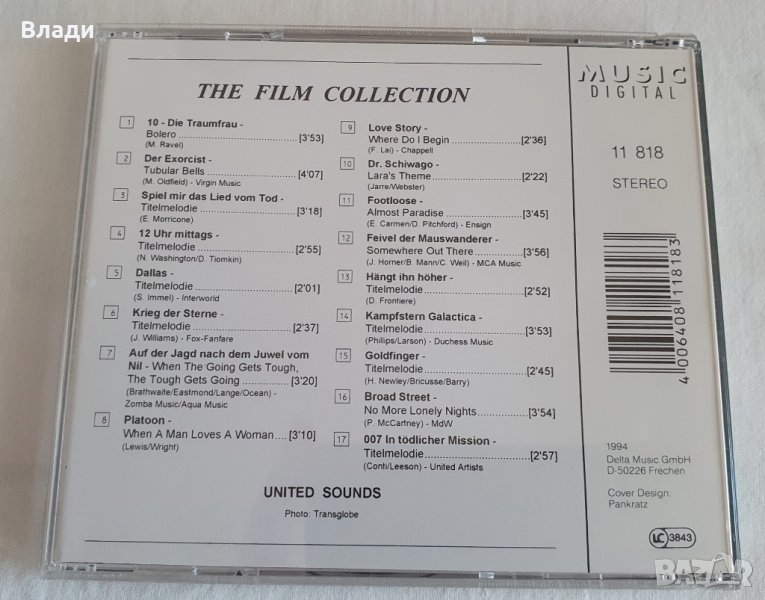 Влади
THE FILM COLLECTION
1 10 - Die Traumfrau -
Bolero [3'53]
(M. Ravel)
2 Der Exorcist -
Tubular Bells [4'07]
(M. Oldfield) - Virgin Music
3 Spiel mir das Lied vom Tod -
Titelmelodie [3'18]
(E. Morricone)
4 12 Uhr mittags -
Titelmelodie [2'55]
(N. Washington/D. Tiomkin)
5 Dallas -
Titelmelodie [2'01]
(S. Immel) - Interworld
6 Krieg der Sterne -
Titelmelodie [2'37]
(J. Williams) - Fox-Fanfare
7 Auf der Jagd nach dem Juwel vom
Nil - When The Going Gets Tough,
The Tough Gets Going [3'20]
(Brathwaite/Eastmond/Lange/Ocean) -
Zomba Music/Aqua Music
8 Platoon -
When A Man Loves A Woman [3'10]
(Lewis/Wright)
9 Love Story -
Where Do I Begin [2'36]
(F. Lai) - Chappell
10 Dr. Schiwago -
Lara's Theme [2'22]
(Jarre/Webster)
11 Footloose -
Almost Paradise [3'45]
(E. Carmen/D. Pitchford) - Ensign
12 Feivel der Mauswanderer -
Somewhere Out There [3'56]
(J. Horner/B. Mann/C. Weil) - MCA Music
13 Hängt ihn höher -
Titelmelodie [2'52]
(D. Frontiere)
14 Kampfstern Galactica -
Titelmelodie [3'53]
(Phillips/Larson) - Duchess Music
15 Goldfinger -
Titelmelodie [2'45]
(H. Newley/Bricusse/Barry)
16 Broad Street -
No More Lonely Nights [3'54]
(P. McCartney) - MdW
17 007 In tödlicher Mission -
Titelmelodie [2'57]
(Conti/Leeson) - United Artists
UNITED SOUNDS
Photo: Transglobe
MUSIC
DIGITAL
11 818
STEREO
4 006408 118183
1994
Delta Music GmbH
D-50226 Frechen
Cover Design:
Pankratz
LC 3843
BAZAR